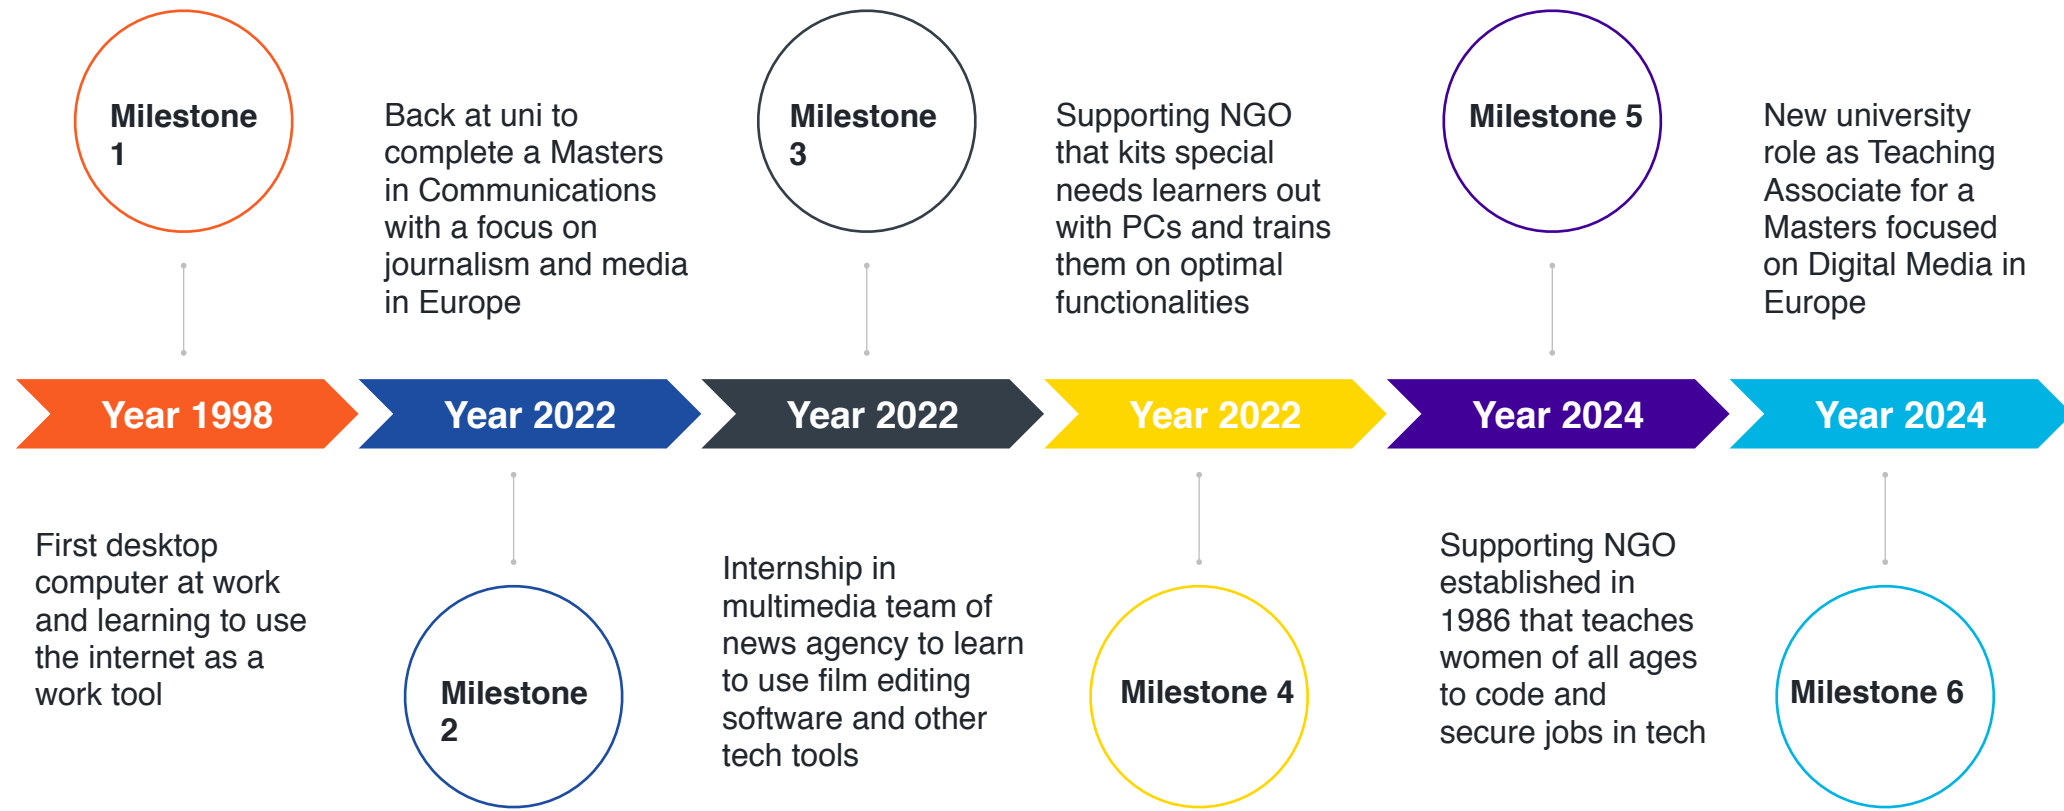 Milestone
1
Back at uni to
complete a Masters
in Communications
with a focus on
journalism and media
in Europe
Milestone
3
Supporting NGO
that kits special
needs learners out
with PCs and trains
them on optimal
functionalities
Milestone 5
New university
role as Teaching
Associate for a
Masters focused
on Digital Media in
Europe
Year 1998
Year 2022
Year 2022
Year 2022
Year 2024
Year 2024
First desktop
computer at work
and learning to use
the internet as a
work tool
Milestone
2
Internship in
multimedia team of
news agency to learn
to use film editing
software and other
tech tools
Milestone 4
Supporting NGO
established in
1986 that teaches
women of all ages
to code and
secure jobs in tech
Milestone 6